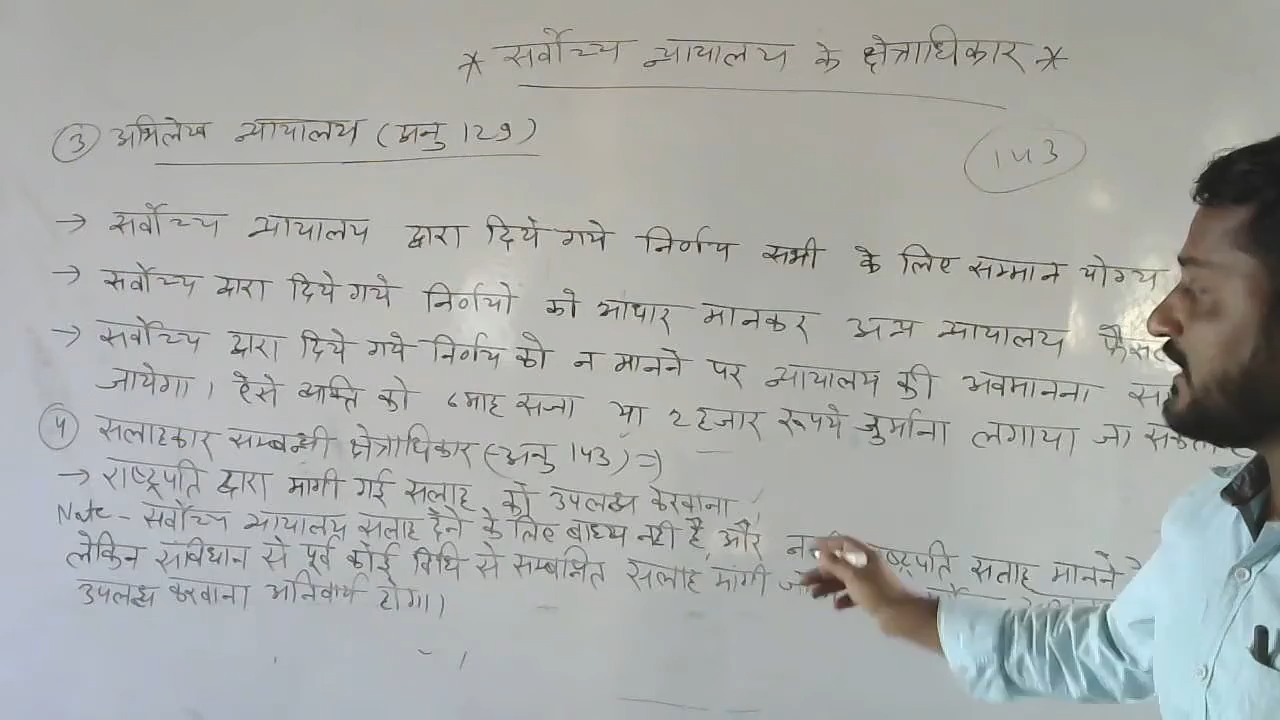 * सर्वोच्च न्यायालय के क्षेत्राधिकार *
③ अभिलेख न्यायालय (अनु 129)
143
→ सर्वोच्च न्यायालय द्वारा दिये गये निर्णय सभी के लिए सम्मान योग्य
→ सर्वोच्च द्वारा दिये गये निर्णयो को आधार मानकर अन्य न्यायालय
→ सर्वोच्च द्वारा दिये गये निर्णय को न मानने पर न्यायालय की अवमानना
जायेगा। ऐसे व्यक्ति को 6 माह सजा या 2 हजार रूपये जुर्माना लगाया जा
④ सलाहकार सम्बन्धी क्षेत्राधिकार (अनु 143) ⇒
→ राष्ट्रपति द्वारा मांगी गई सलाह को उपलब्ध करवाना।
Note - सर्वोच्च न्यायालय सलाह देने के लिए बाध्य नही है, और सलाह मानने
लेकिन संविधान से पूर्व कोई विधि से सम्बन्धित सलाह मांगी
उपलब्ध करवाना अनिवार्य होगा।